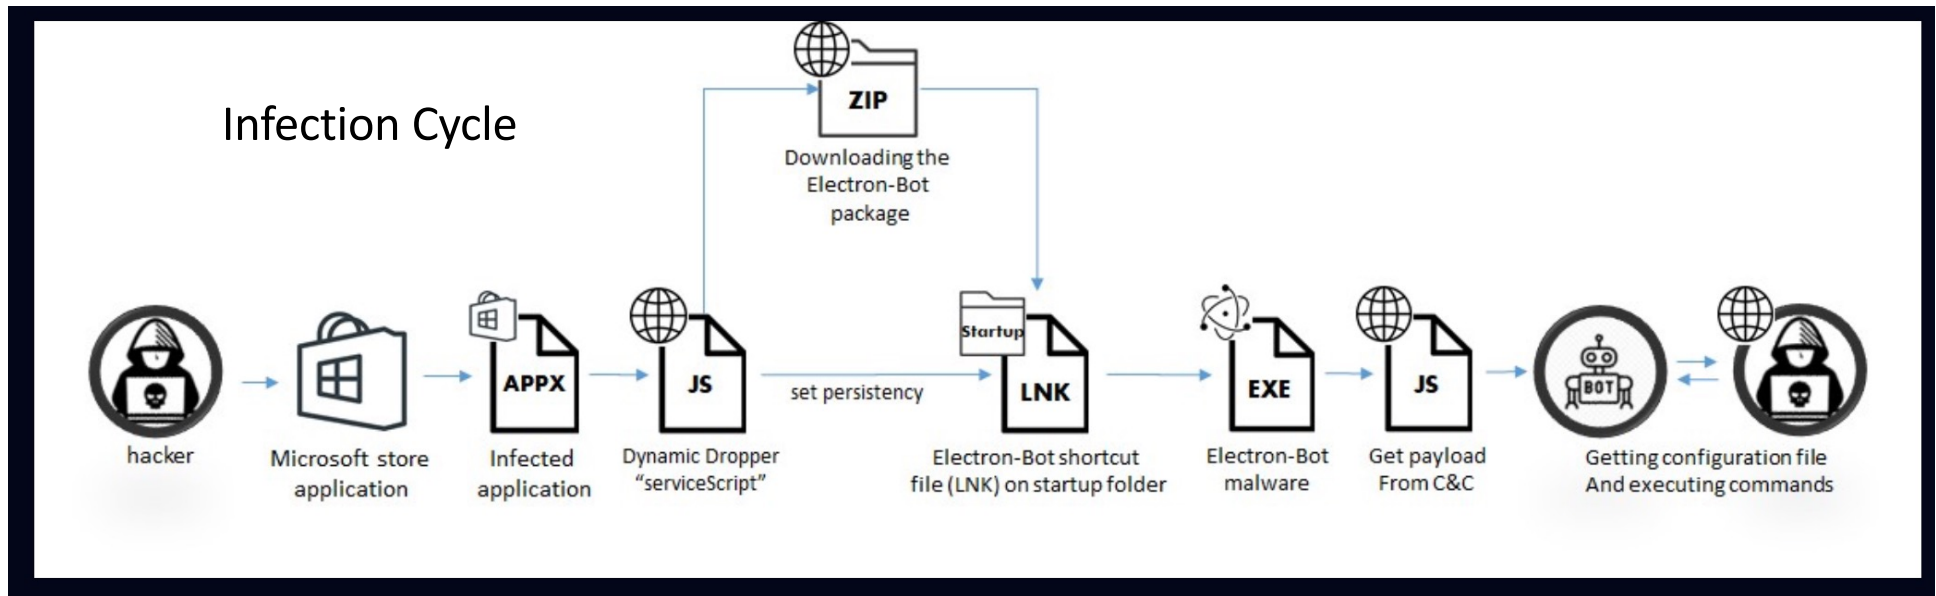 Infection Cycle
ZIP
Downloading the
Electron-Bot
package
hacker
Microsoft store
application
APPX
Infected
application
JS
Dynamic Dropper
“serviceScript”
set persistency
Startup
LNK
Electron-Bot shortcut
file (LNK) on startup folder
EXE
Electron-Bot
malware
JS
Get payload
From C&C
BOT
Getting configuration file
And executing commands